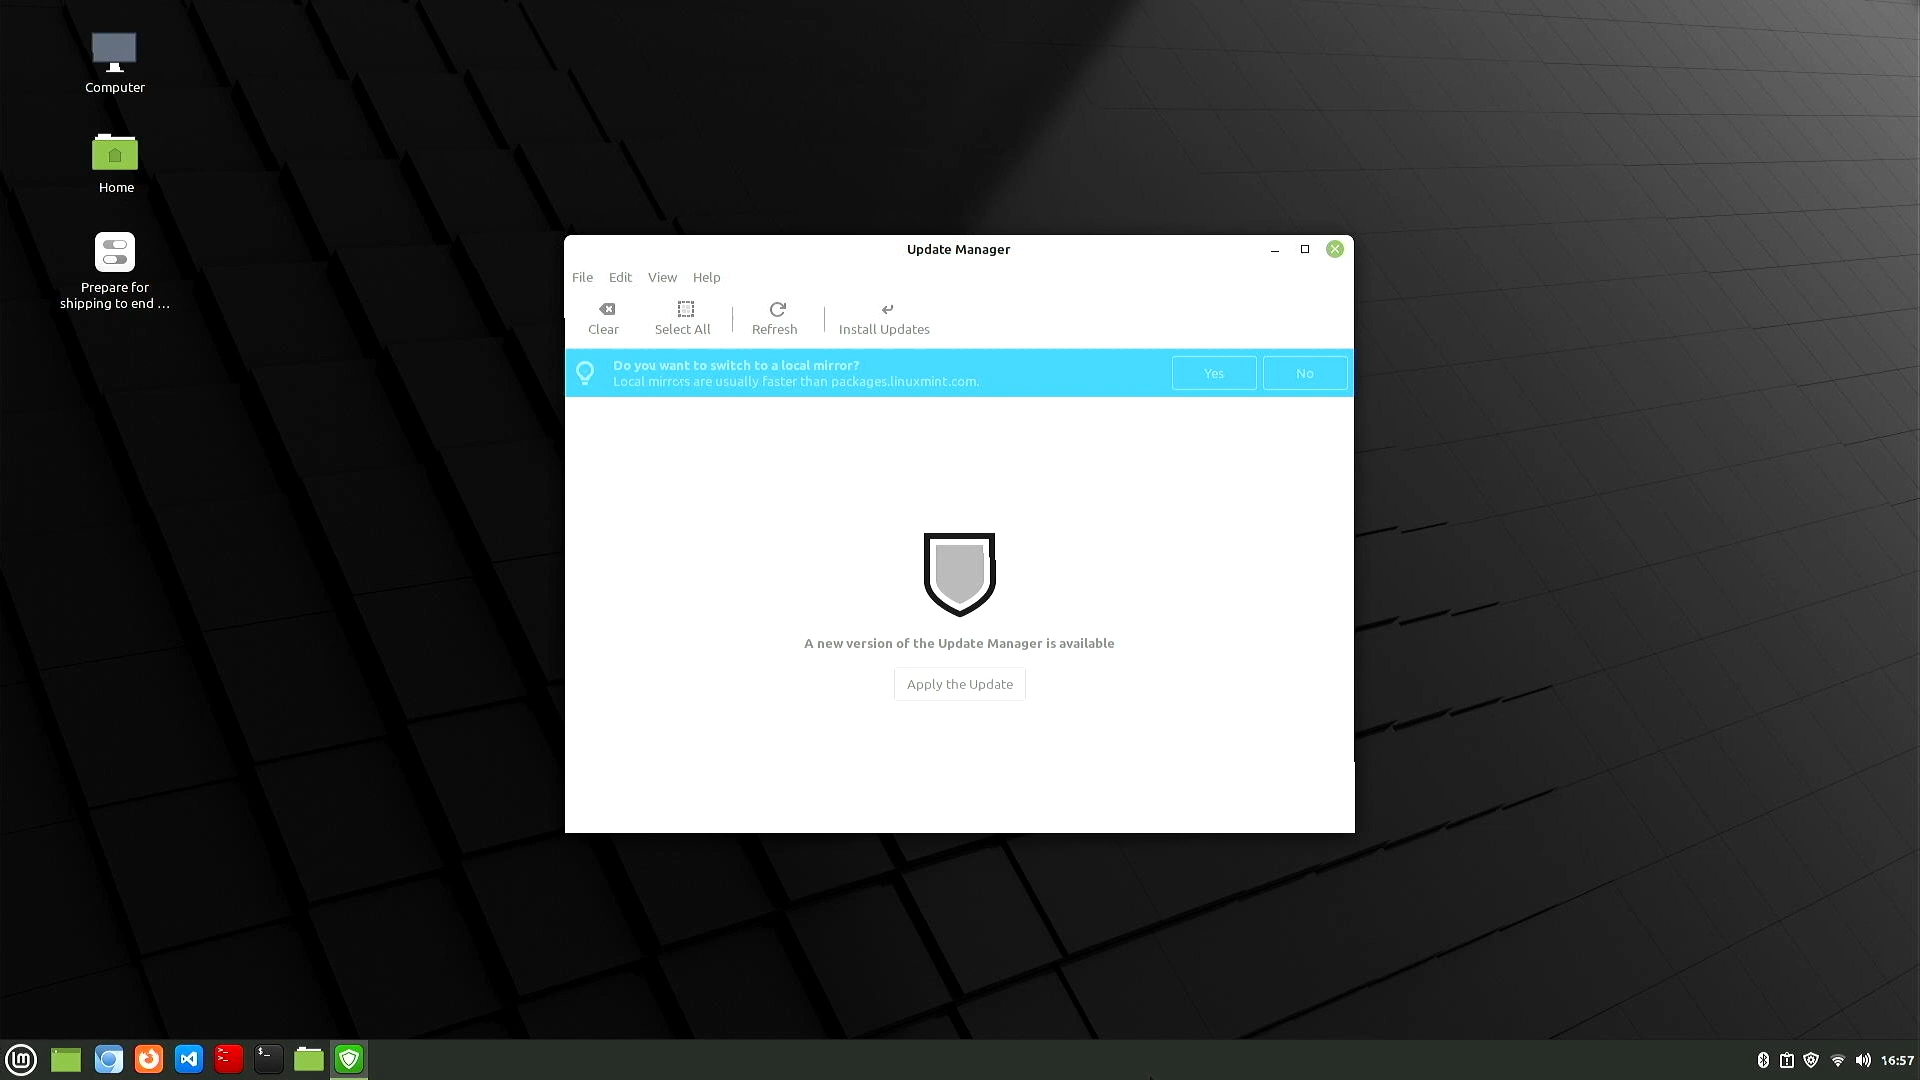 Computer
Home
Prepare for
shipping to end ...
Update Manager
File Edit View Help
Clear Select All Refresh Install Updates
Do you want to switch to a local mirror?
Local mirrors are usually faster than packages.linuxmint.com.
Yes No
A new version of the Update Manager is available
Apply the Update
16:57